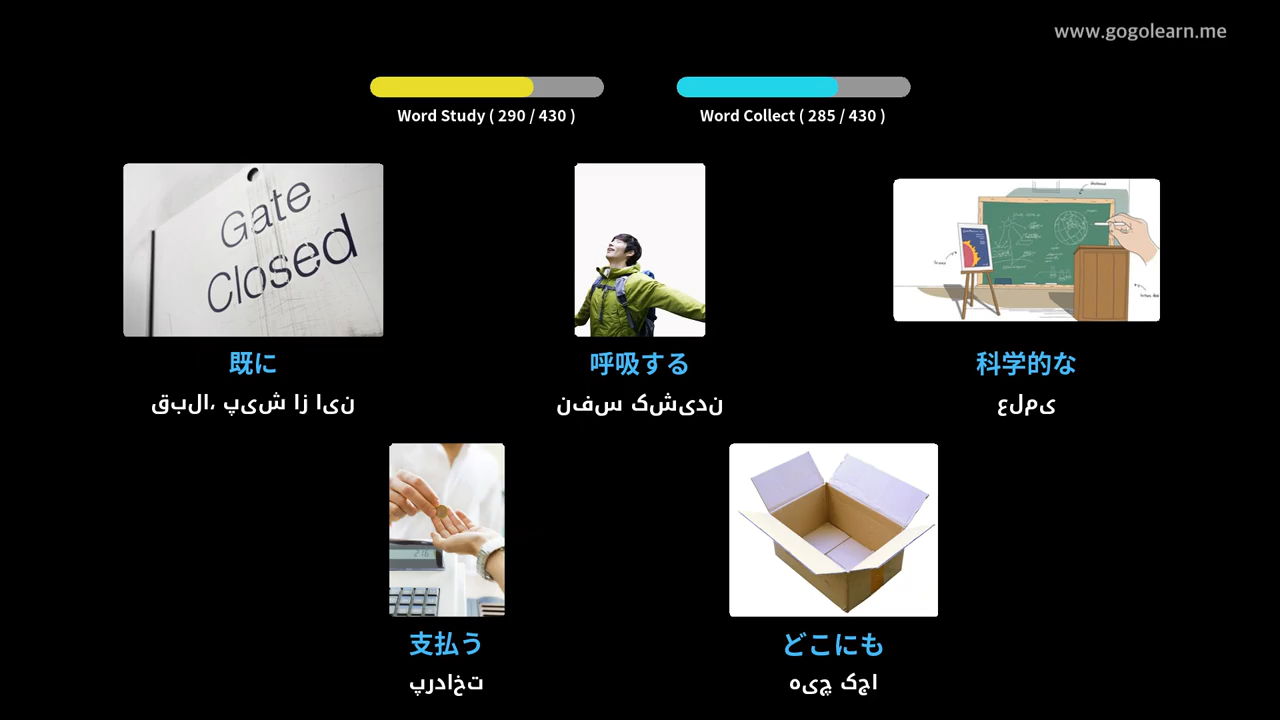 www.gogolearn.me
Word Study ( 290 / 430 )
Word Collect ( 285 / 430 )
Gate
Closed
既に
قبلا، پیش از این
呼吸する
نفس کشیدن
科学的な
علمی
支払う
پرداخت
どこにも
هیچ کجا